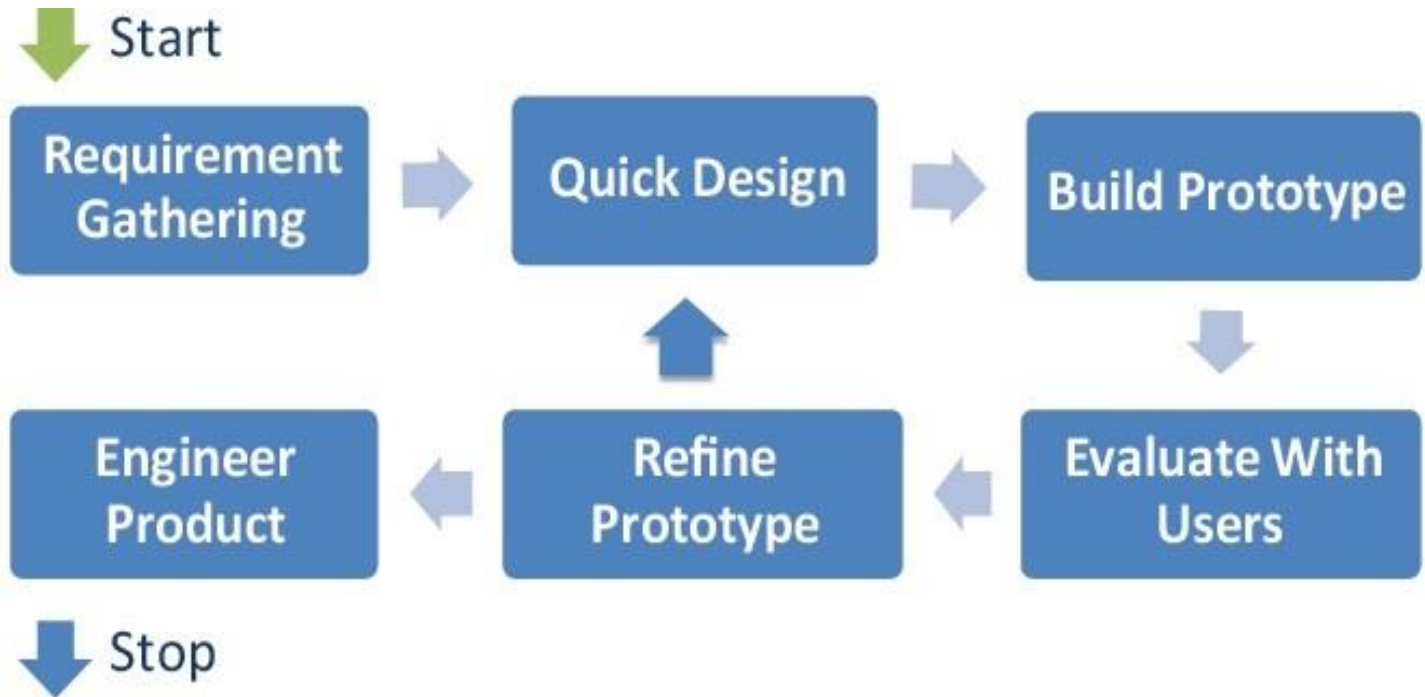 Start
Requirement
Gathering
Quick Design
Build Prototype
Evaluate With
Users
Refine
Prototype
Engineer
Product
Stop